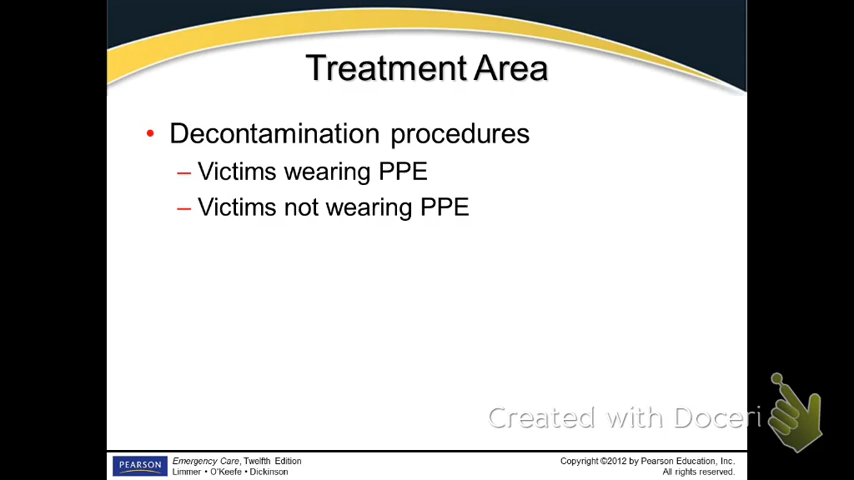 Treatment Area
• Decontamination procedures
– Victims wearing PPE
– Victims not wearing PPE
Created with Doceri
PEARSON
Emergency Care, Twelfth Edition
Limmer • O'Keefe • Dickinson
Copyright ©2012 by Pearson Education, Inc.
All rights reserved.